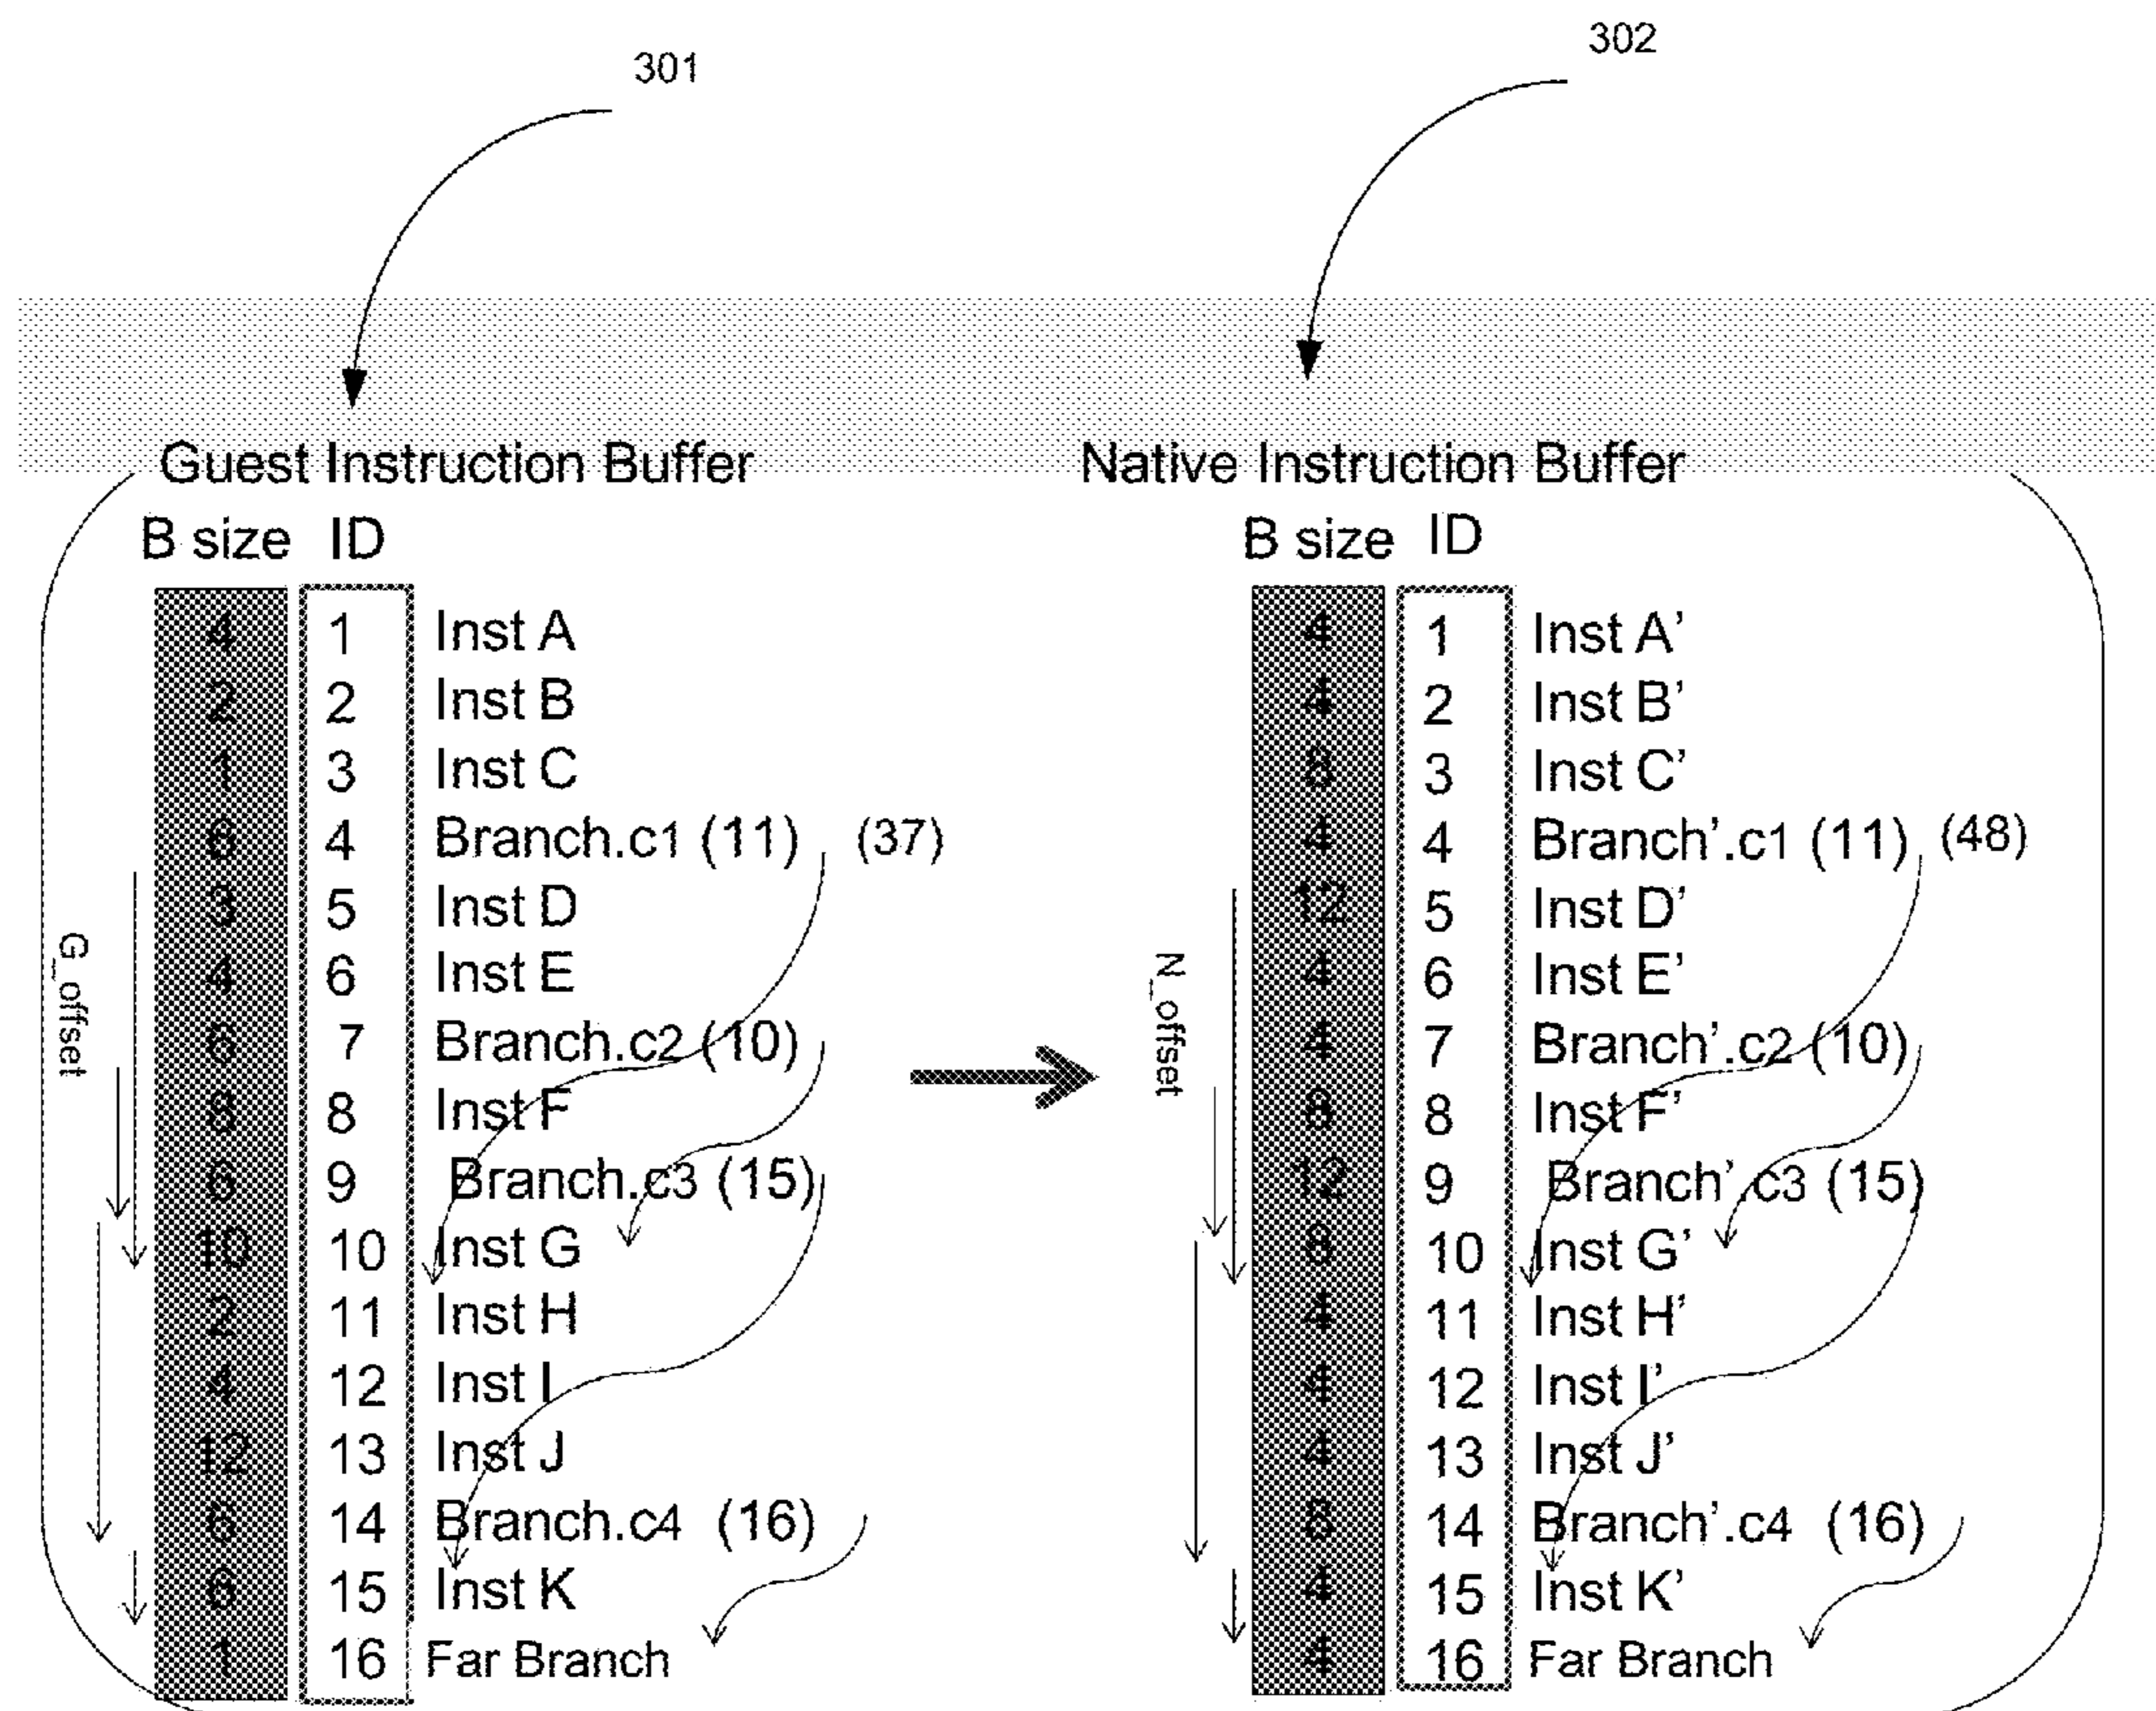 301
302
Guest Instruction Buffer
B size ID
4 1 Inst A
2 2 Inst B
1 3 Inst C
6 4 Branch.c1 (11) (37)
3 5 Inst D
4 6 Inst E
6 7 Branch.c2 (10)
8 8 Inst F
6 9 Branch.c3 (15)
10 10 Inst G
2 11 Inst H
4 12 Inst I
12 13 Inst J
6 14 Branch.c4 (16)
15 Inst K
1 16 Far Branch
G_offset
Native Instruction Buffer
B size ID
4 1 Inst A’
4 2 Inst B’
8 3 Inst C’
4 4 Branch’.c1 (11) (48)
12 5 Inst D’
4 6 Inst E’
4 7 Branch’.c2 (10)
8 8 Inst F’
12 9 Branch’.c3 (15)
8 10 Inst G’
4 11 Inst H’
4 12 Inst I’
4 13 Inst J’
8 14 Branch’.c4 (16)
4 15 Inst K’
4 16 Far Branch
N_offset